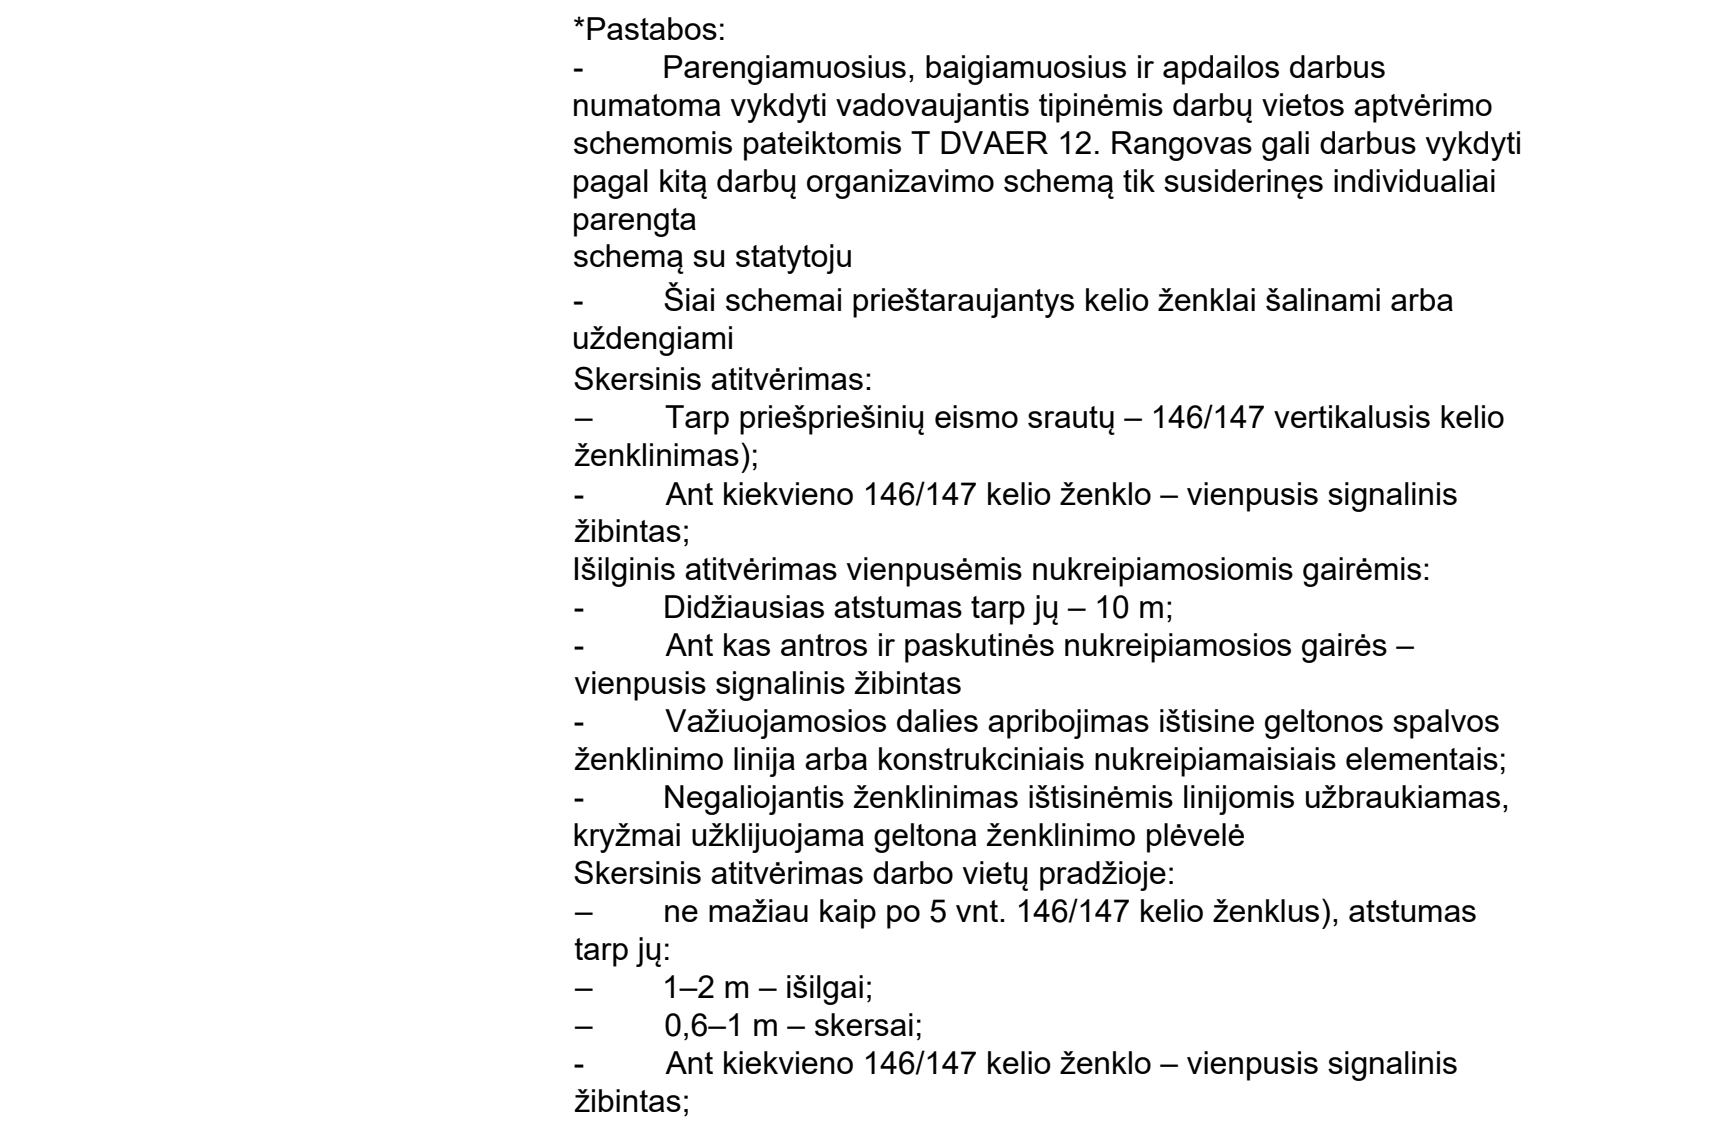 *Pastabos:
- Parengiamuosius, baigiamuosius ir apdailos darbus
numatoma vykdyti vadovaujantis tipinėmis darbų vietos aptvėrimo
schemomis pateiktomis T DVAER 12. Rangovas gali darbus vykdyti
pagal kitą darbų organizavimo schemą tik susiderinęs individualiai
parengta
schemą su statytoju
- Šiai schemai prieštaraujantys kelio ženklai šalinami arba
uždengiami
Skersinis atitvėrimas:
– Tarp priešpriešinių eismo srautų – 146/147 vertikalusis kelio
ženklinimas);
- Ant kiekvieno 146/147 kelio ženklo – vienpusis signalinis
žibintas;
Išilginis atitvėrimas vienpusėmis nukreipiamosiomis gairėmis:
- Didžiausias atstumas tarp jų – 10 m;
- Ant kas antros ir paskutinės nukreipiamosios gairės –
vienpusis signalinis žibintas
- Važiuojamosios dalies apribojimas ištisine geltonos spalvos
ženklinimo linija arba konstrukciniais nukreipiamaisiais elementais;
- Negaliojantis ženklinimas ištisinėmis linijomis užbraukiamas,
kryžmai užklijuojama geltona ženklinimo plėvelė
Skersinis atitvėrimas darbo vietų pradžioje:
– ne mažiau kaip po 5 vnt. 146/147 kelio ženklus), atstumas
tarp jų:
– 1–2 m – išilgai;
– 0,6–1 m – skersai;
- Ant kiekvieno 146/147 kelio ženklo – vienpusis signalinis
žibintas;